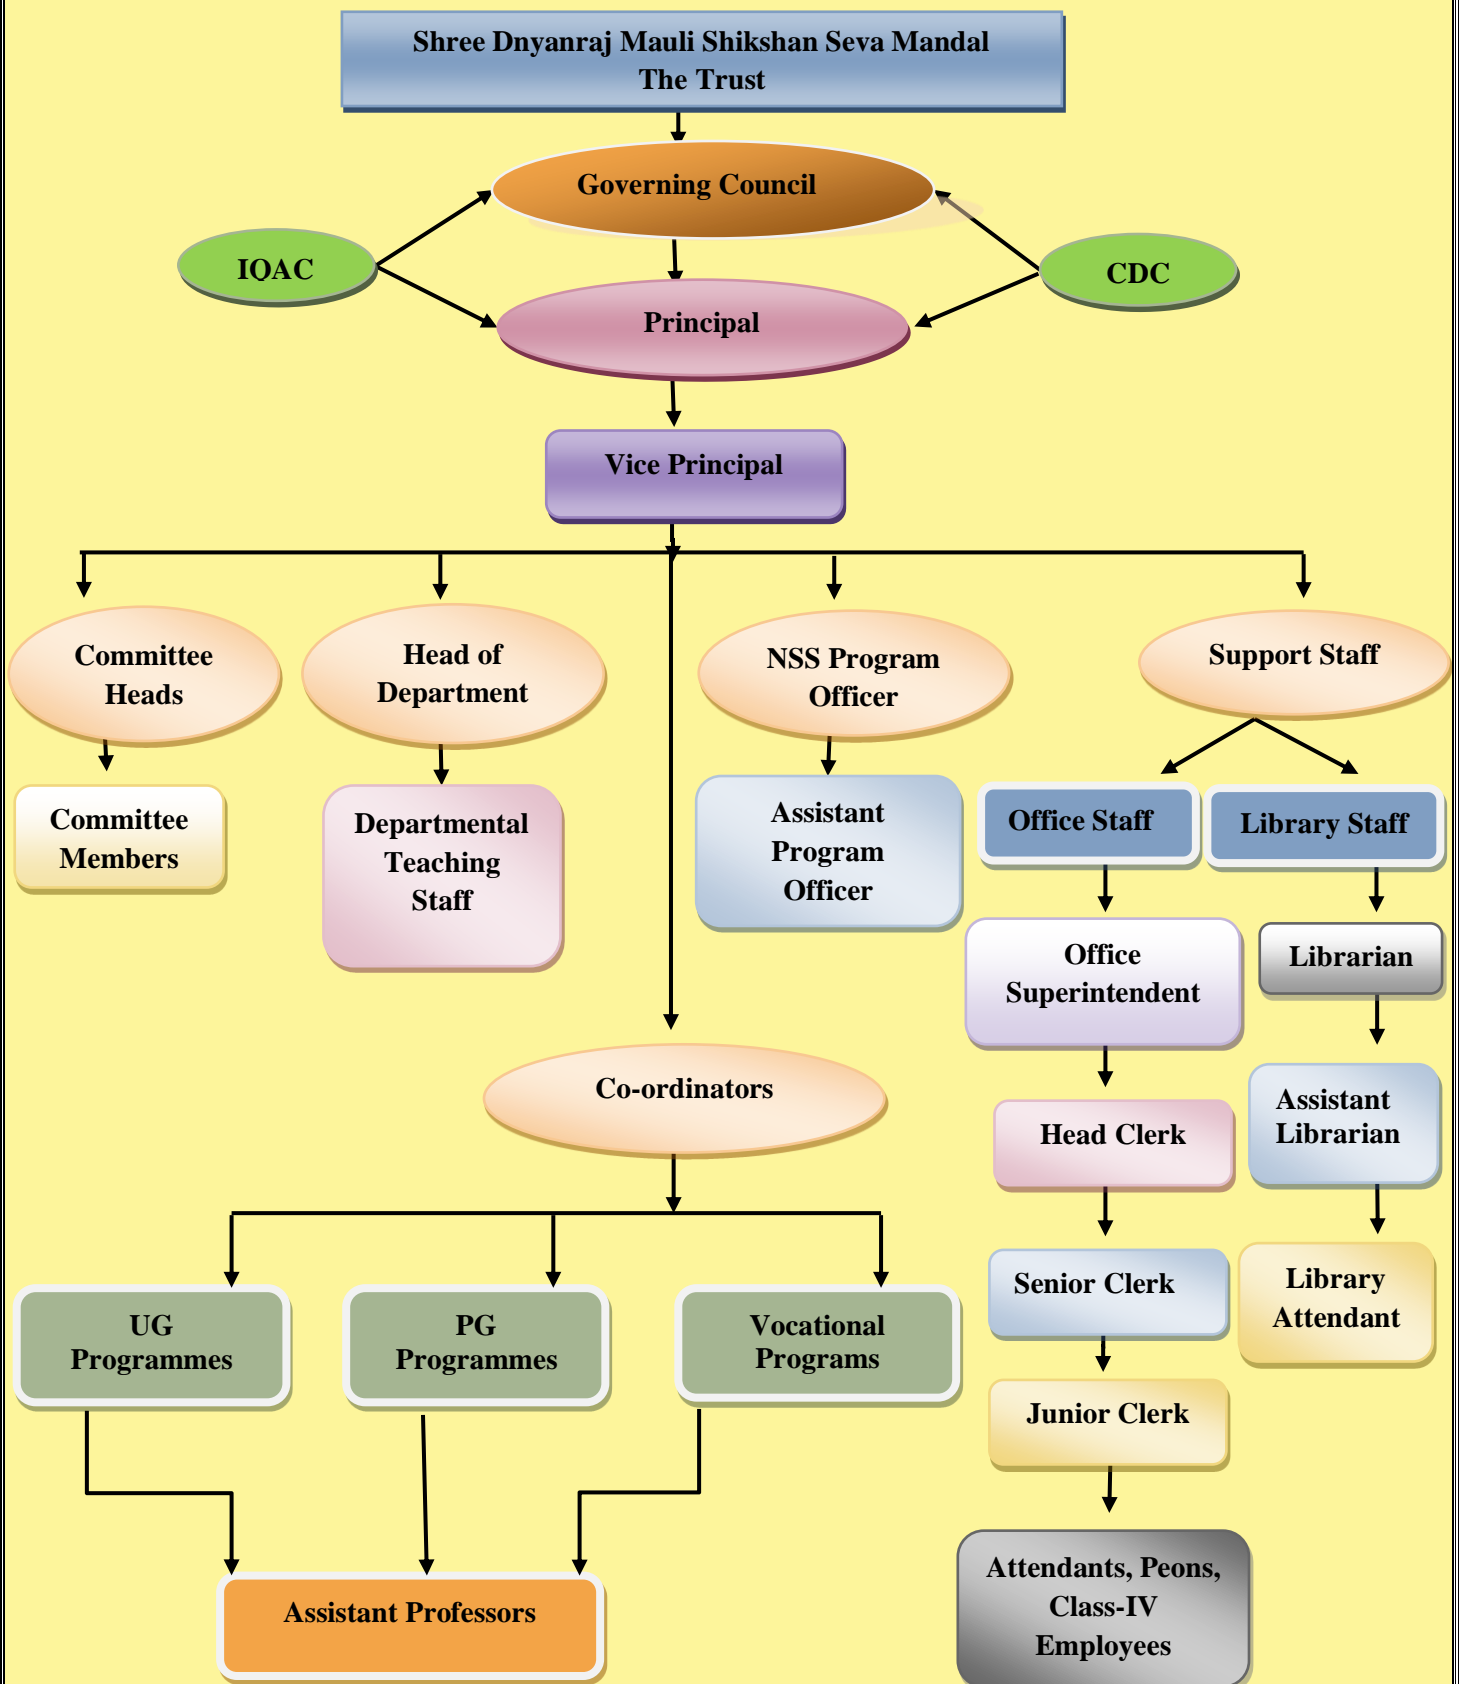 Shree Dnyanraj Mauli Shikshan Seva Mandal
The Trust
Governing Council
IQAC
CDC
Principal
Vice Principal
Committee
Heads
Head of
Department
NSS Program
Officer
Support Staff
Committee
Members
Departmental
Teaching
Staff
Assistant
Program
Officer
Office Staff
Library Staff
Office
Superintendent
Librarian
Co-ordinators
Head Clerk
Assistant
Librarian
Senior Clerk
Library
Attendant
UG
Programmes
PG
Programmes
Vocational
Programs
Junior Clerk
Assistant Professors
Attendants, Peons,
Class-IV
Employees